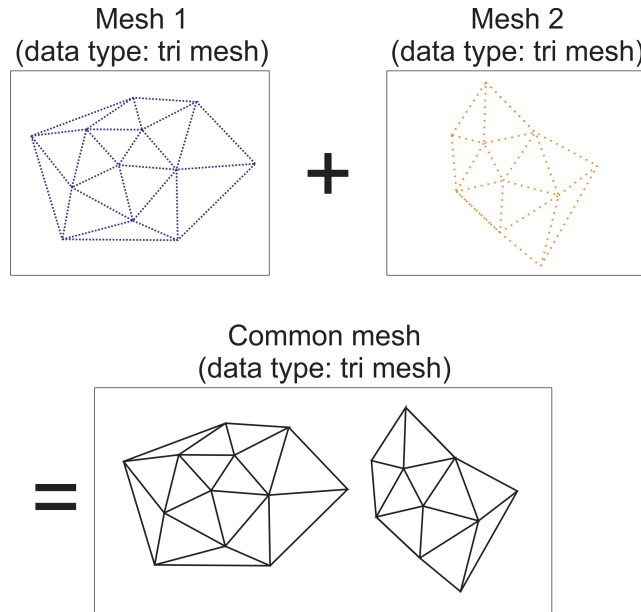 Mesh 1
(data type: tri mesh)
Mesh 2
(data type: tri mesh)
+
Common mesh
(data type: tri mesh)
=